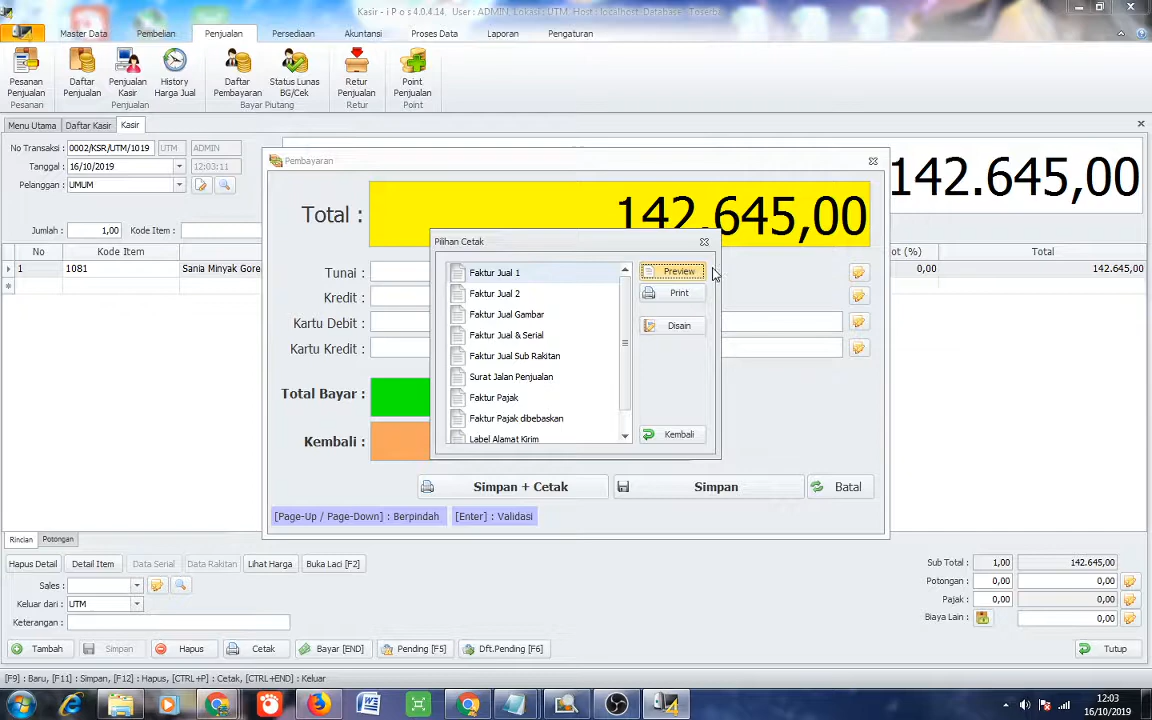 Kasir - i P o s 4.0.4.14, User : ADMIN, Lokasi : UTM, Host : localhost, Database : Toserba
Master Data Pembelian Penjualan Persediaan Akuntansi Proses Data Laporan Pengaturan
Pesanan Penjualan
Daftar Penjualan
Penjualan Kasir
History Harga Jual
Daftar Pembayaran
Status Lunas BG/Cek
Retur Penjualan
Point Penjualan
Pesanan Penjualan Bayar Piutang Retur Point
Menu Utama Daftar Kasir Kasir
No Transaksi : 0002/KSR/UTM/1019 UTM ADMIN
Tanggal : 16/10/2019 12:03:11
Pelanggan : UMUM
142.645,00
Jumlah : 1,00 Kode Item :
No Kode Item ot (%) Total
1 1081 Sania Minyak Gore 0,00 142.645,00
Pembayaran
Total : 142.645,00
Tunai :
Kredit :
Kartu Debit :
Kartu Kredit :
Total Bayar :
Kembali :
Simpan + Cetak Simpan Batal
[Page-Up / Page-Down] : Berpindah [Enter] : Validasi
Pilihan Cetak
Faktur Jual 1
Faktur Jual 2
Faktur Jual Gambar
Faktur Jual & Serial
Faktur Jual Sub Rakitan
Surat Jalan Penjualan
Faktur Pajak
Faktur Pajak dibebaskan
Label Alamat Kirim
Preview
Print
Disain
Kembali
Rincian Potongan
Hapus Detail Detail Item Data Serial Data Rakitan Lihat Harga Buka Laci [F2]
Sales :
Keluar dari : UTM
Keterangan :
Sub Total : 1,00 142.645,00
Potongan : 0,00 0,00
Pajak : 0,00 0,00
Biaya Lain : 0,00
Tambah Simpan Hapus Cetak Bayar [END] Pending [F5] Dft.Pending [F6] Tutup
[F9] : Baru, [F11] : Simpan, [F12] : Hapus, [CTRL+P] : Cetak, [CTRL+END] : Keluar
12:03
16/10/2019